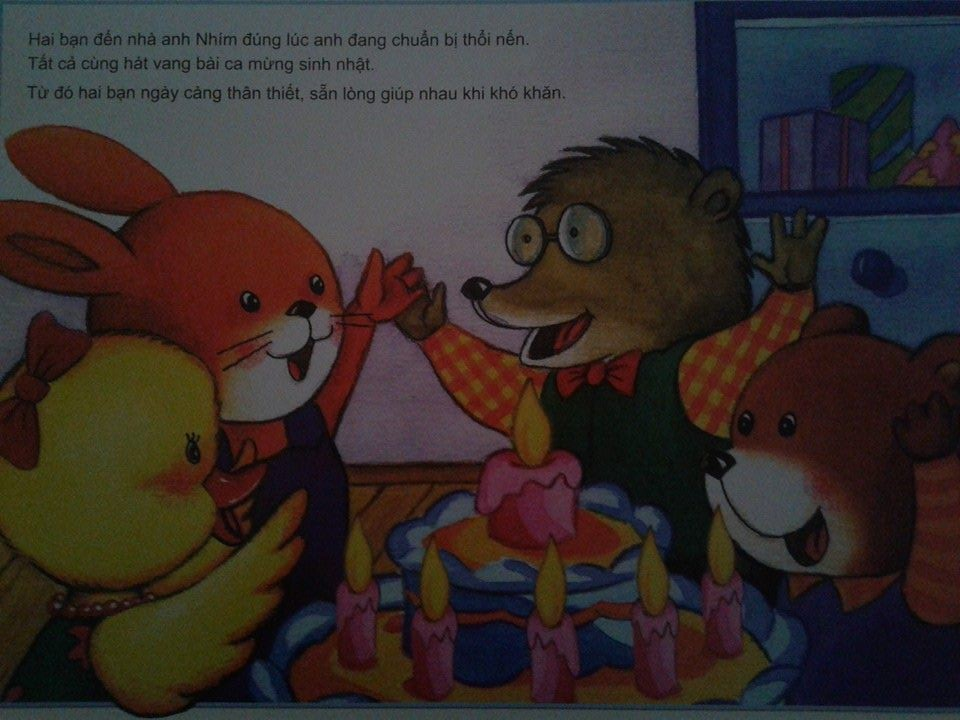 Hai bạn đến nhà anh Nhím đúng lúc anh đang chuẩn bị thổi nến.
Tất cả cùng hát vang bài ca mừng sinh nhật.
Từ đó hai bạn ngày càng thân thiết, sẵn lòng giúp nhau khi khó khăn.